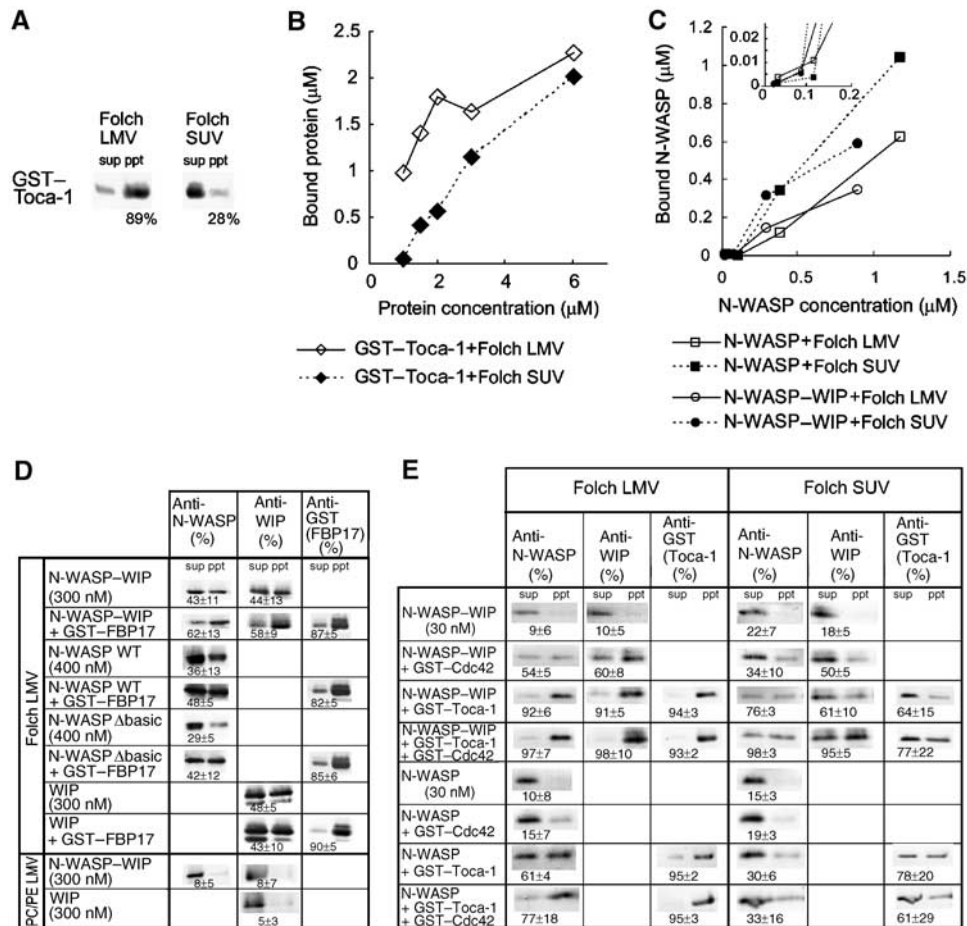 A
Folch LMV Folch SUV
sup ppt sup ppt
GST–Toca-1
89% 28%
B
Bound protein (μM)
2.5
2
1.5
1
0.5
0
0 2 4 6
Protein concentration (μM)
GST–Toca-1+Folch LMV
GST–Toca-1+Folch SUV
C
Bound N-WASP (μM)
1.2
1
0.8
0.6
0.4
0.2
0
0.02
0.01
0
0 0.1 0.2
0 0.5 1 1.5
N-WASP concentration (μM)
N-WASP+Folch LMV
N-WASP+Folch SUV
N-WASP–WIP+Folch LMV
N-WASP–WIP+Folch SUV
D
Anti-N-WASP (%) Anti-WIP (%) Anti-GST (FBP17) (%)
sup ppt sup ppt sup ppt
Folch LMV
N-WASP–WIP (300 nM) 43±11 44±13
N-WASP–WIP + GST–FBP17 62±13 58±9 87±5
N-WASP WT (400 nM) 36±13
N-WASP WT + GST–FBP17 48±5 82±5
N-WASP Δbasic (400 nM) 29±5
N-WASP Δbasic + GST–FBP17 42±12 85±6
WIP (300 nM) 48±5
WIP + GST–FBP17 43±10 90±5
PC/PE LMV
N-WASP–WIP (300 nM) 8±5 8±7
WIP (300 nM) 5±3
E
Folch LMV Folch SUV
Anti-N-WASP (%) Anti-WIP (%) Anti-GST (Toca-1 (%) Anti-N-WASP (%) Anti-WIP (%) Anti-GST (Toca-1 (%)
sup ppt sup ppt sup ppt sup ppt sup ppt sup ppt
N-WASP–WIP (30 nM) 9±6 10±5 22±7 18±5
N-WASP–WIP + GST–Cdc42 54±5 60±8 34±10 50±5
N-WASP–WIP + GST–Toca-1 92±6 91±5 94±3 76±3 61±10 64±15
N-WASP–WIP + GST–Toca-1 + GST–Cdc42 97±7 98±10 93±2 98±3 95±5 77±22
N-WASP (30 nM) 10±8 15±3
N-WASP + GST–Cdc42 15±7 19±3
N-WASP + GST–Toca-1 61±4 95±2 30±6 78±20
N-WASP + GST–Toca-1 + GST–Cdc42 77±18 95±3 33±16 61±29